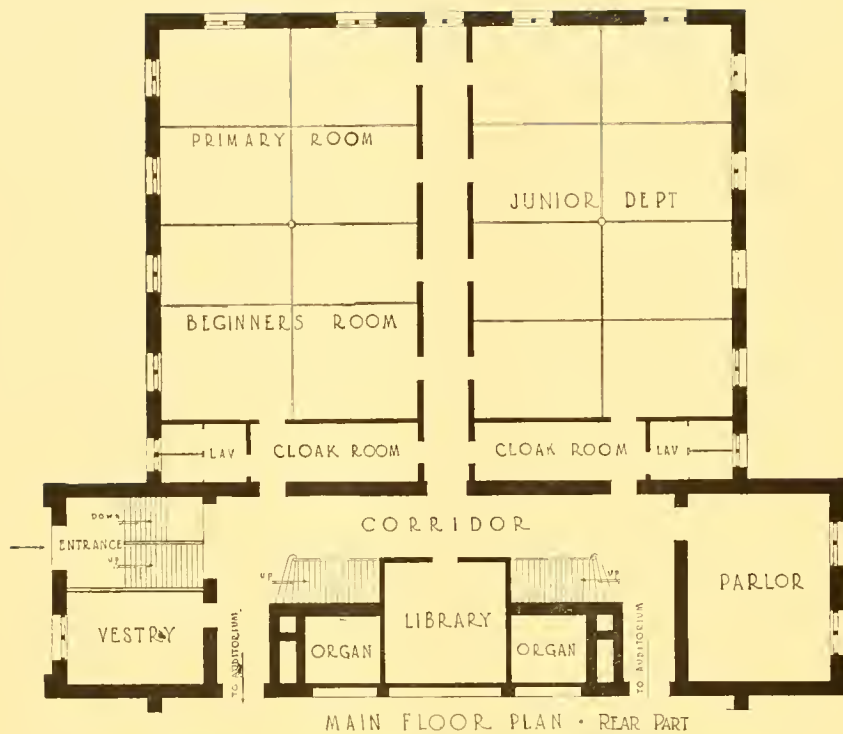 PRIMARY ROOM
JUNIOR DEPT
BEGINNERS ROOM
LAV
CLOAK ROOM
CLOAK ROOM
LAV
DOWN
ENTRANCE
UP
CORRIDOR
UP
UP
PARLOR
VESTRY
TO AUDITORIUM
ORGAN
LIBRARY
ORGAN
TO AUDITORIUM
MAIN FLOOR PLAN • REAR PART